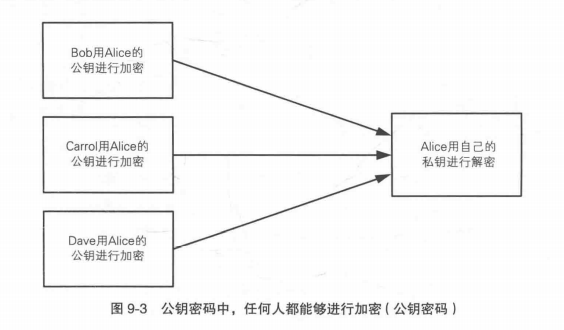 Bob用Alice的
公钥进行加密
Carrol用Alice的
公钥进行加密
Alice用自己的
私钥进行解密
Dave用Alice的
公钥进行加密
图 9-3 公钥密码中，任何人都能够进行加密（公钥密码）